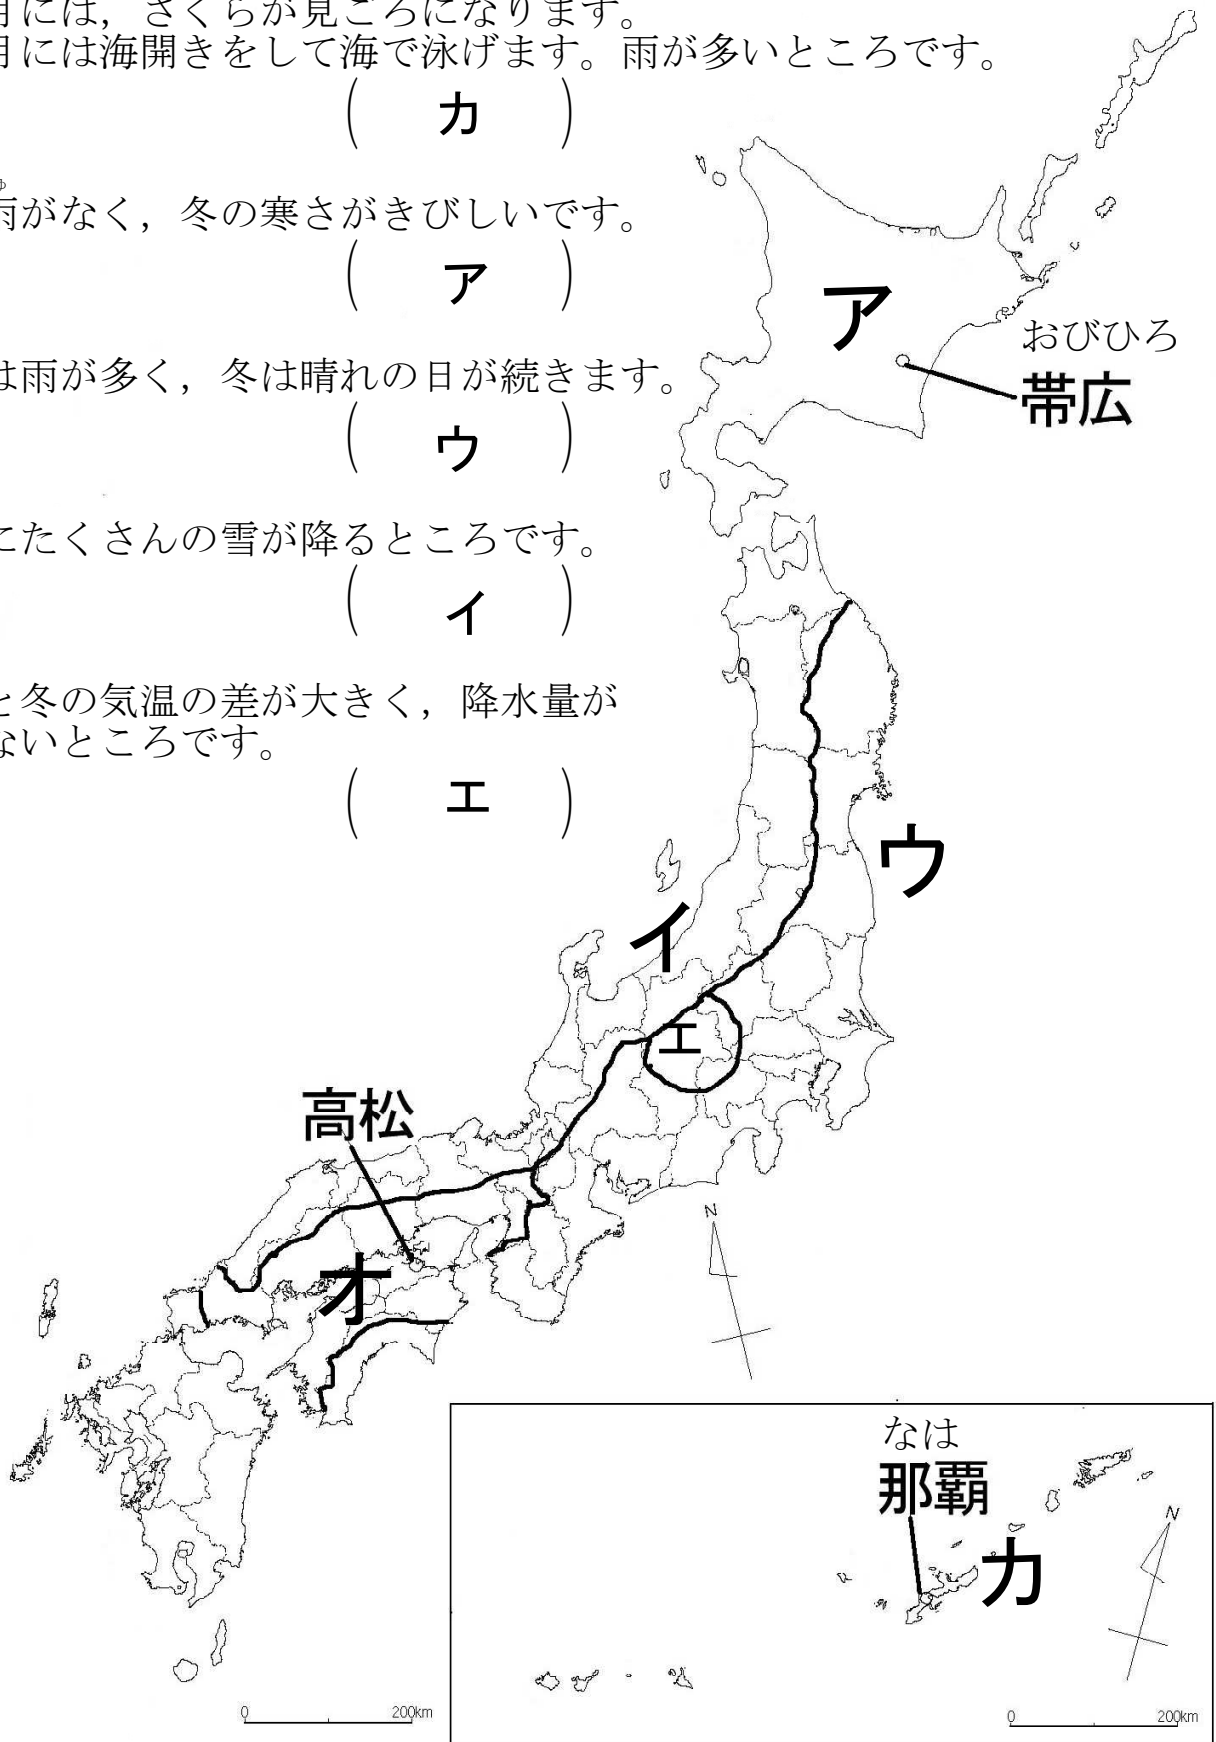 月には，さくらが見ごろになります。
月には海開きをして海で泳げます。雨が多いところです。
（　カ　）
雨がなく，冬の寒さがきびしいです。
（　ア　）
は雨が多く，冬は晴れの日が続きます。
（　ウ　）
にたくさんの雪が降るところです。
（　イ　）
と冬の気温の差が大きく，降水量が
ないところです。
（　エ　）
ア
おびひろ
帯広
ウ
イ
エ
高松
オ
N
なは
那覇
カ
N
0 200km
0 200km